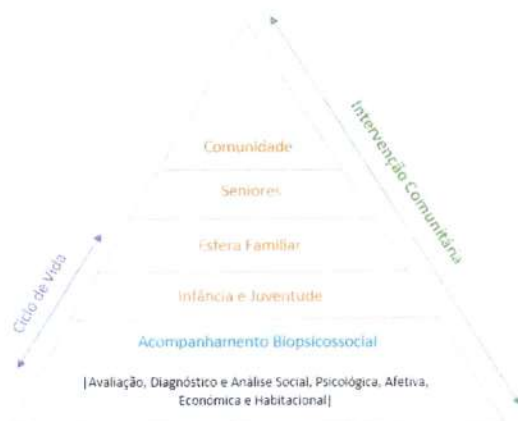 Comunidade
Seniores
Esfera Familiar
Infância e Juventude
Acompanhamento Biopsicossocial
|Avaliação, Diagnóstico e Análise Social, Psicológica, Afetiva,
Económica e Habitacional|
Ciclo de Vida
Intervenção Comunitária